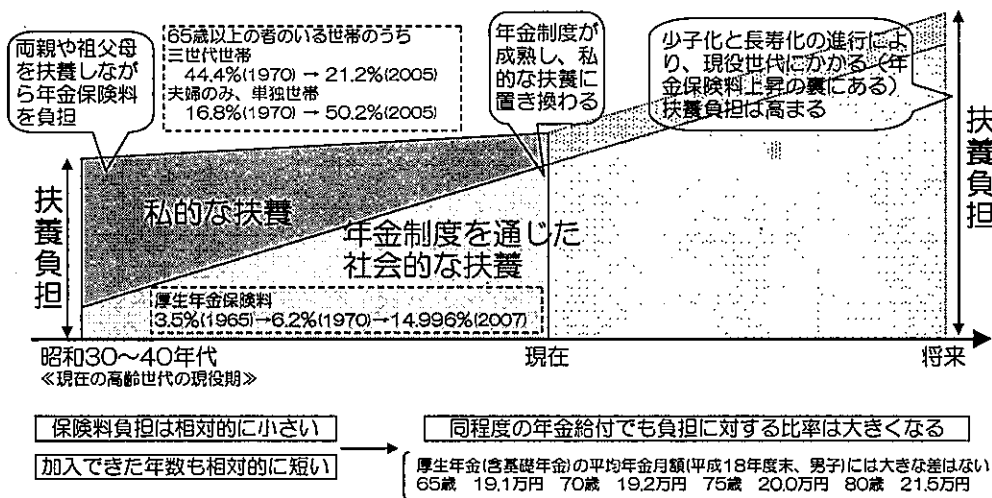 両親や祖父母
を扶養しなが
ら年金保険料
を負担
65歳以上の者のいる世帯のうち
三世代世帯
44.4%(1970) → 21.2%(2005)
夫婦のみ、単独世帯
16.8%(1970) → 50.2%(2005)
年金制度が
成熟し、私
的な扶養に
置き換わる
少子化と長寿化の進行によ
り、現役世代にかかる(年
金保険料上昇の裏にある)
扶養負担は高まる
扶養負担
私的な扶養
年金制度を通じた
社会的な扶養
扶養負担
厚生年金保険料
3.5%(1965)→6.2%(1970)→14.996%(2007)
昭和30~40年代
≪現在の高齢世代の現役期≫
現在
将来
保険料負担は相対的に小さい
加入できた年数も相対的に短い
同程度の年金給付でも負担に対する比率は大きくなる
厚生年金(含基礎年金)の平均年金月額(平成18年度末、男子)には大きな差はない
65歳 19.1万円 70歳 19.2万円 75歳 20.0万円 80歳 21.5万円